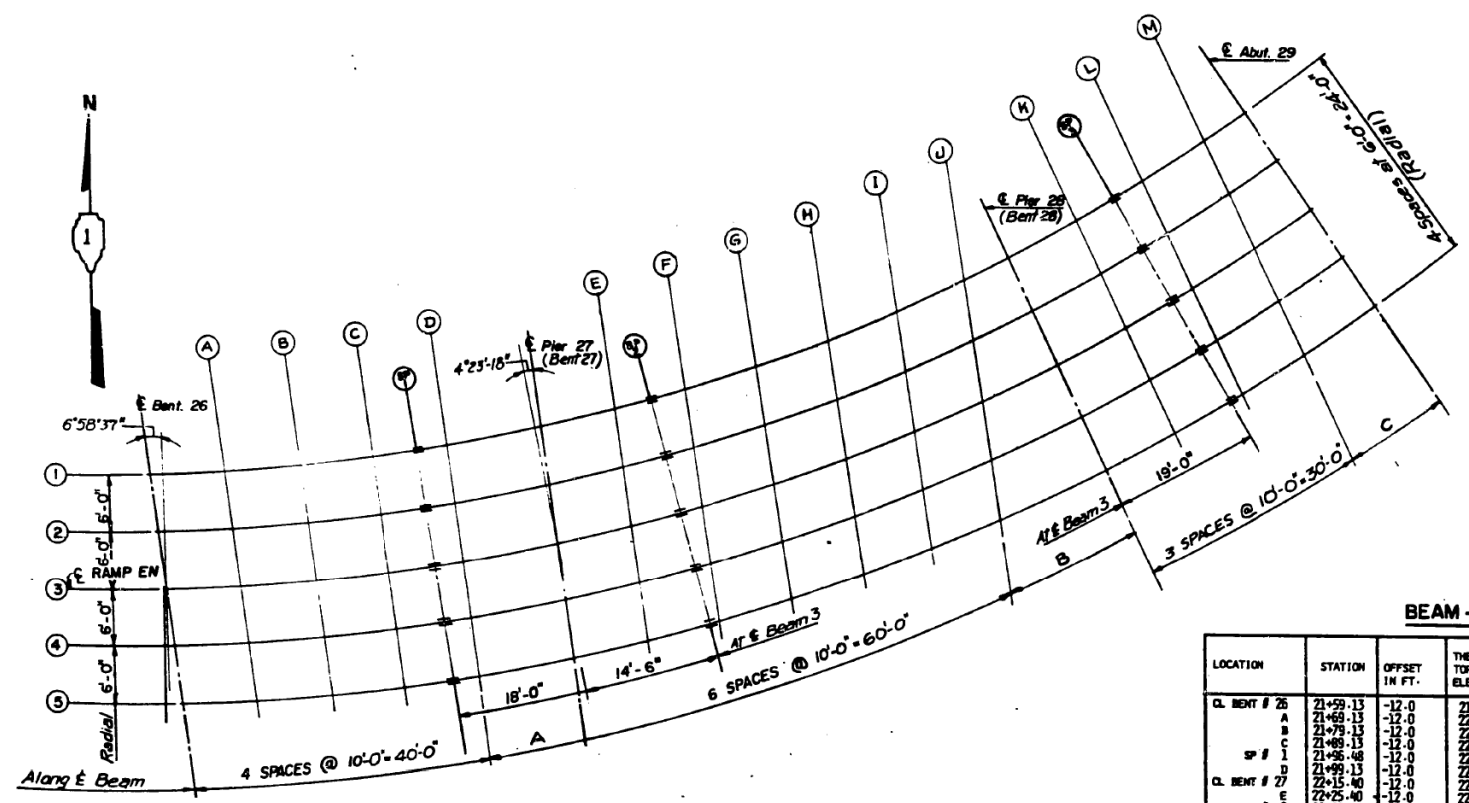 N
1
A
B
C
D
E
F
G
H
I
J
K
L
M
℄ Bent. 26
6°58'37"
4°23'-18"
℄ Pier 27
(Bent 27)
SP
℄ Pier 28
(Bent 28)
℄ Abut. 29
4 Spaces at 6'-0" = 24'-0"
(Radial)
1
2
℄ RAMP EN
3
4
5
6'-0"
6'-0"
6'-0"
6'-0"
Radial
Along ℄ Beam
4 SPACES @ 10'-0"=40'-0"
A
18'-0"
14'-6"
AT ℄ Beam 3
6 SPACES @ 10'-0"=60'-0"
B
AT ℄ Beam 3
19'-0"
3 SPACES @ 10'-0"=30'-0"
C
BEAM
LOCATION STATION OFFSET IN FT.
CL BENT # 26 21+59.13 -12.0
A 21+69.13 -12.0
B 21+79.13 -12.0
C 21+89.13 -12.0
SP # 1 21+96.48 -12.0
D 21+99.13 -12.0
CL BENT # 27 22+15.40 -12.0
E 22+25.40 -12.0